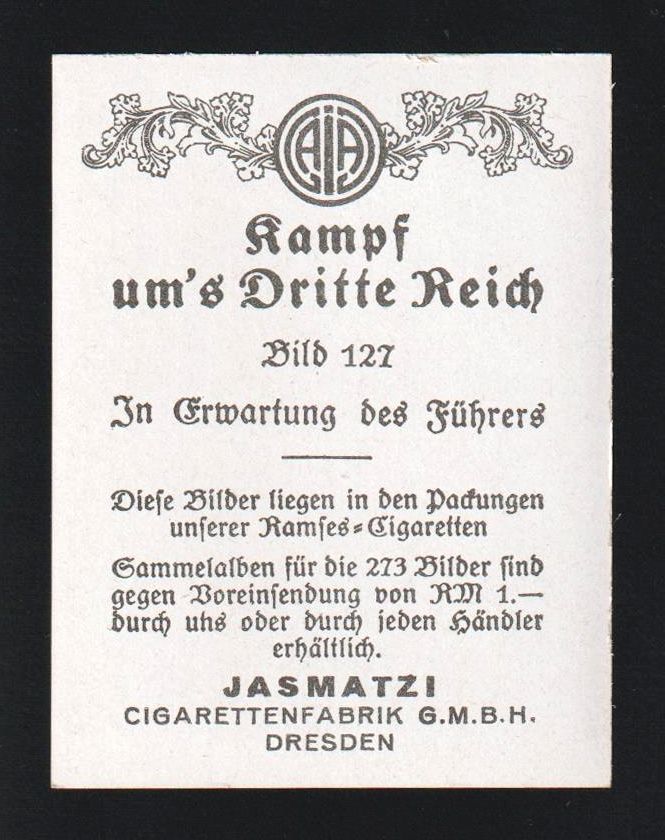 AIA
Kampf
um's Dritte Reich
Bild 127
In Erwartung des Führers
Diese Bilder liegen in den Packungen
unserer Ramses=Cigaretten
Sammelalben für die 273 Bilder sind
gegen Voreinsendung von RM 1.—
durch uns oder durch jeden Händler
erhältlich.
JASMATZI
CIGARETTENFABRIK G.M.B.H.
DRESDEN